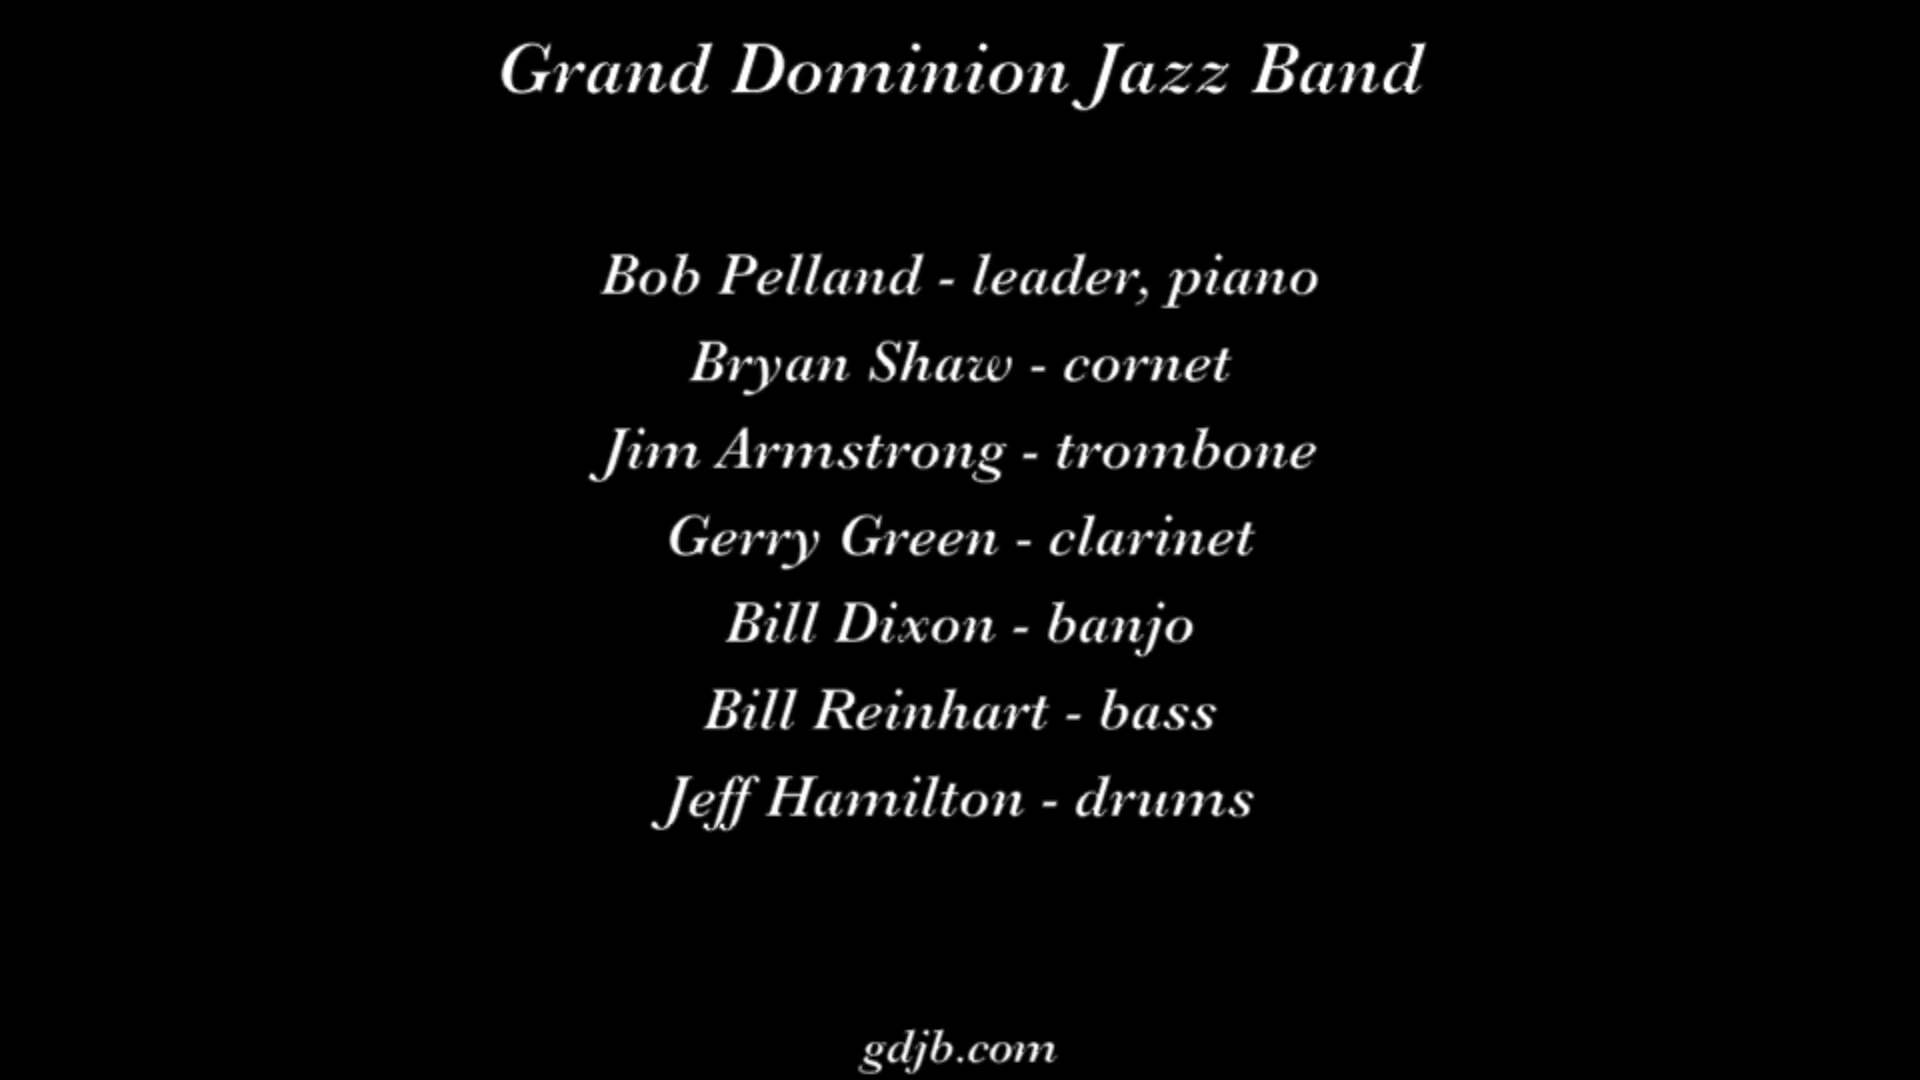 Grand Dominion Jazz Band
Bob Pelland - leader, piano
Bryan Shaw - cornet
Jim Armstrong - trombone
Gerry Green - clarinet
Bill Dixon - banjo
Bill Reinhart - bass
Jeff Hamilton - drums
gdjb.com